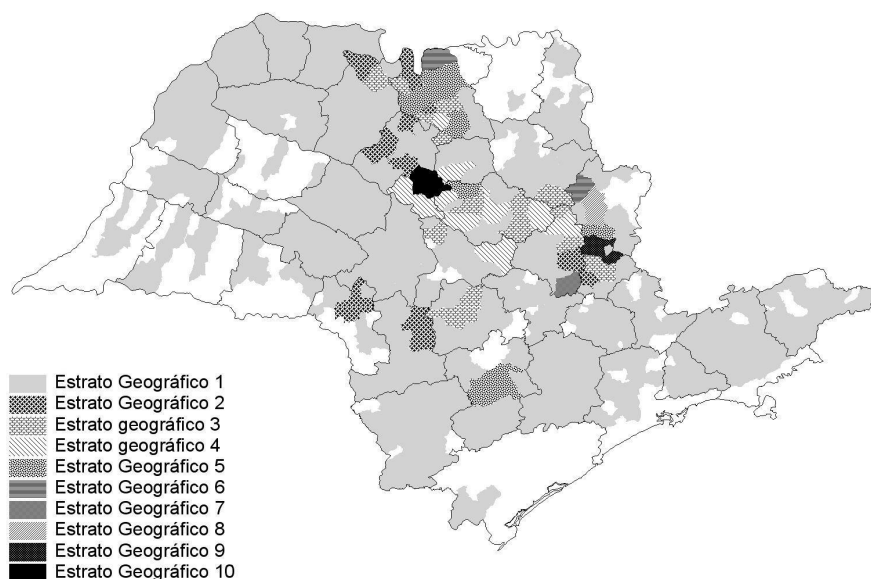 Estrato Geográfico 1
Estrato Geográfico 2
Estrato geográfico 3
Estrato geográfico 4
Estrato Geográfico 5
Estrato Geográfico 6
Estrato Geográfico 7
Estrato Geográfico 8
Estrato Geográfico 9
Estrato Geográfico 10